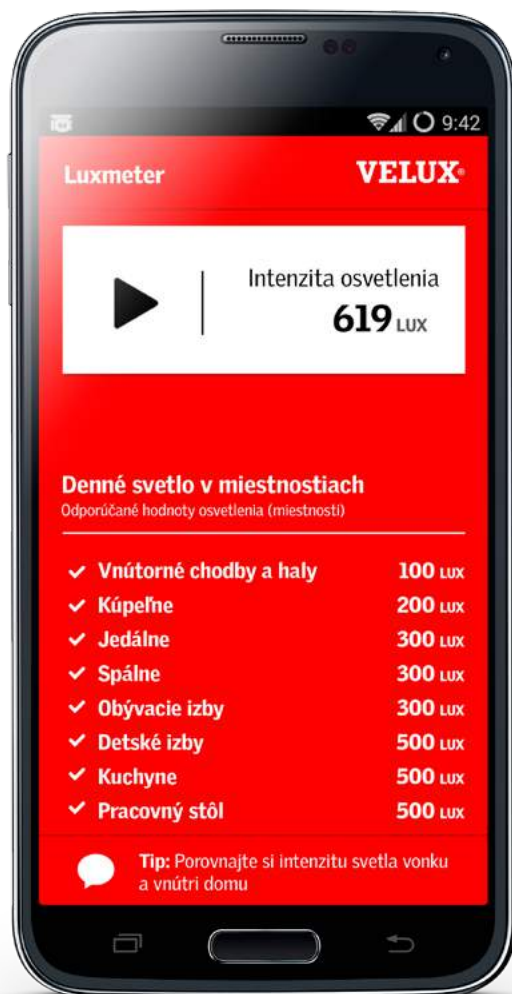 9:42
Luxmeter VELUX®
Intenzita osvetlenia
619 LUX
Denné svetlo v miestnostiach
Odporúčané hodnoty osvetlenia (miestností)
Vnútorné chodby a haly 100 LUX
Kúpeľne 200 LUX
Jedálne 300 LUX
Spálne 300 LUX
Obývacie izby 300 LUX
Detské izby 500 LUX
Kuchyne 500 LUX
Pracovný stôl 500 LUX
Tip: Porovnajte si intenzitu svetla vonku
a vnútri domu